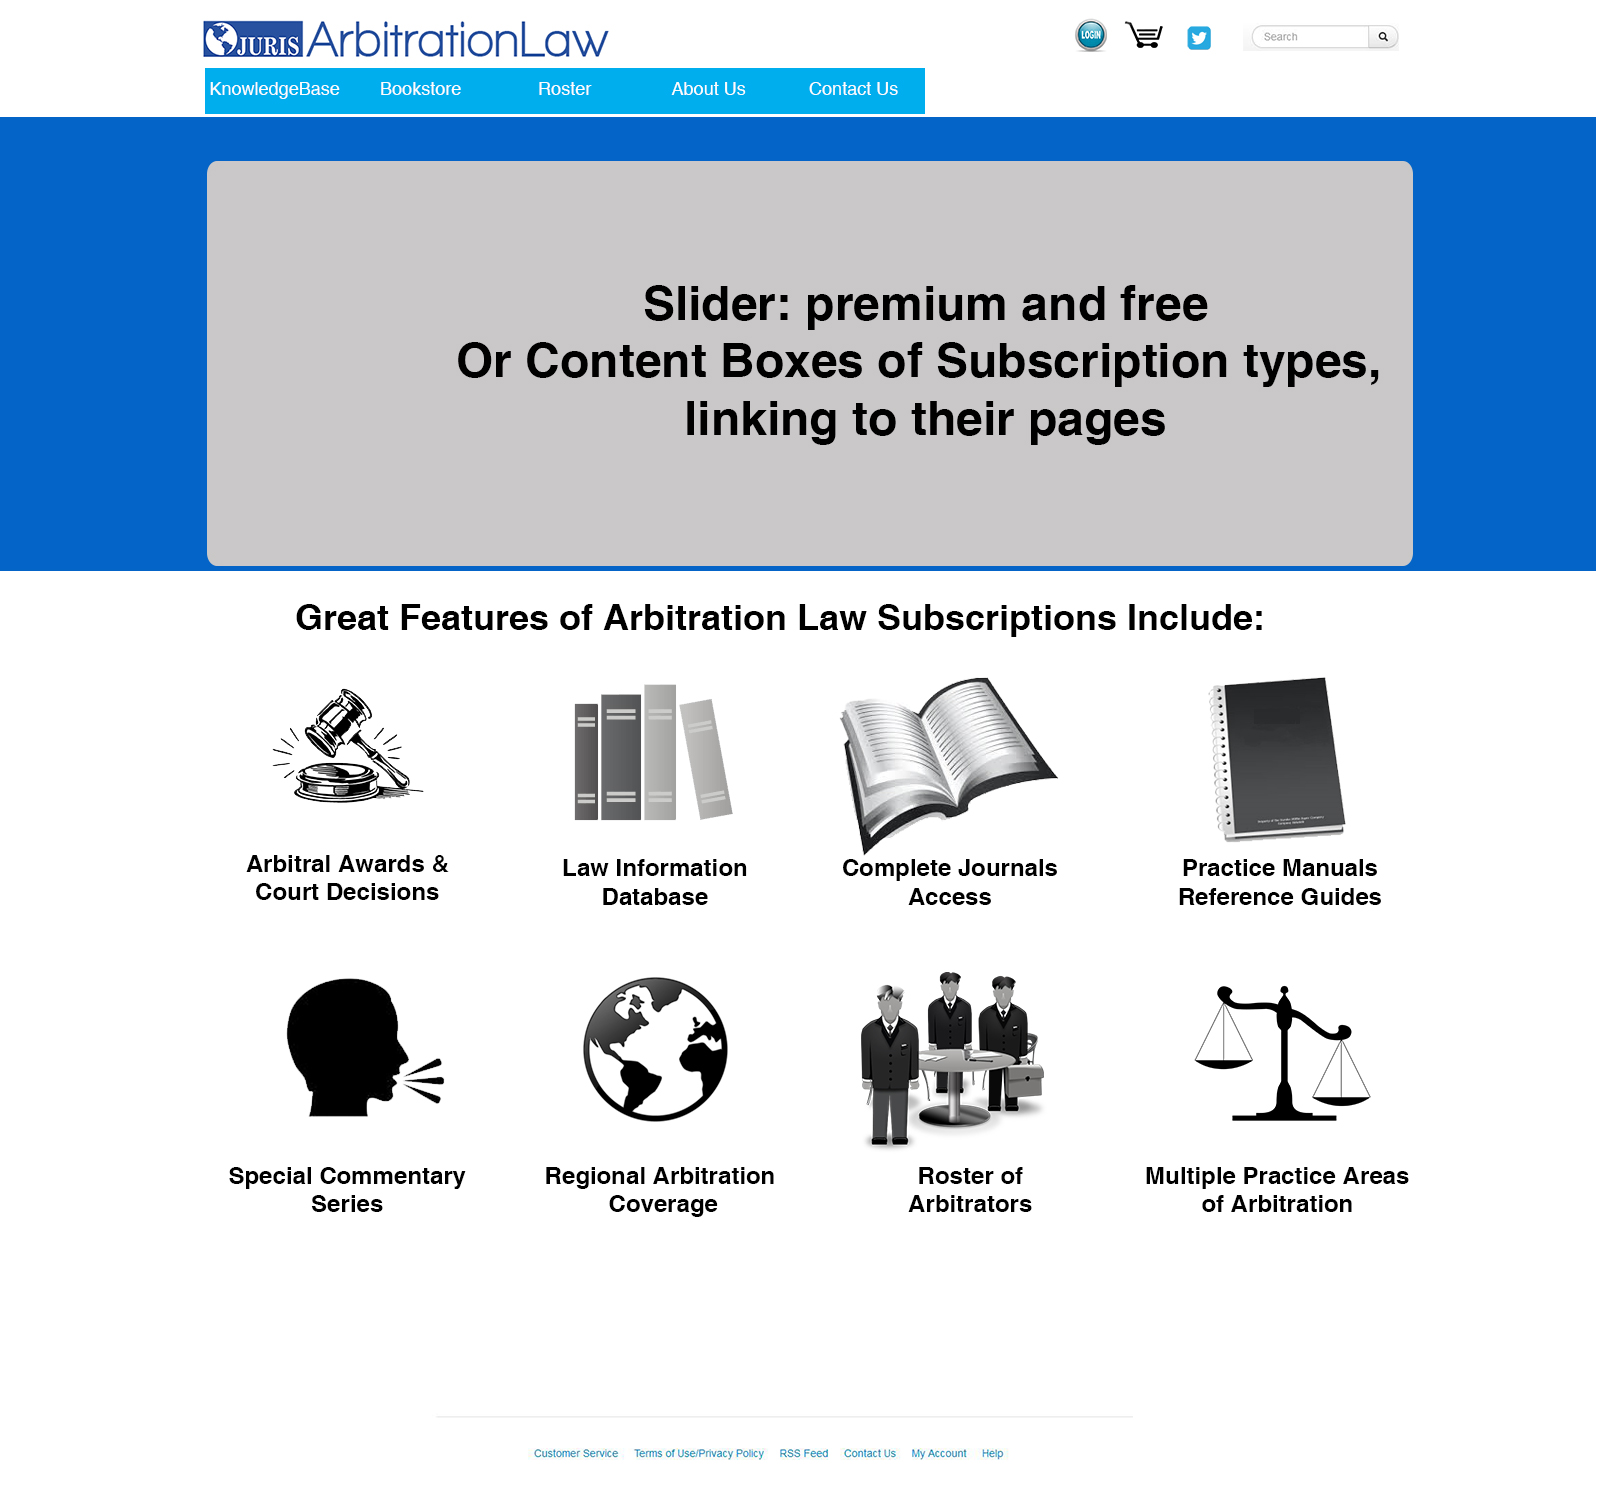 JURIS ArbitrationLaw
LOGIN
Search
KnowledgeBase Bookstore Roster About Us Contact Us
Slider: premium and free
Or Content Boxes of Subscription types,
linking to their pages
Great Features of Arbitration Law Subscriptions Include:
Arbitral Awards &
Court Decisions
Law Information
Database
Complete Journals
Access
Practice Manuals
Reference Guides
Special Commentary
Series
Regional Arbitration
Coverage
Roster of
Arbitrators
Multiple Practice Areas
of Arbitration
Customer Service Terms of Use/Privacy Policy RSS Feed Contact Us My Account Help